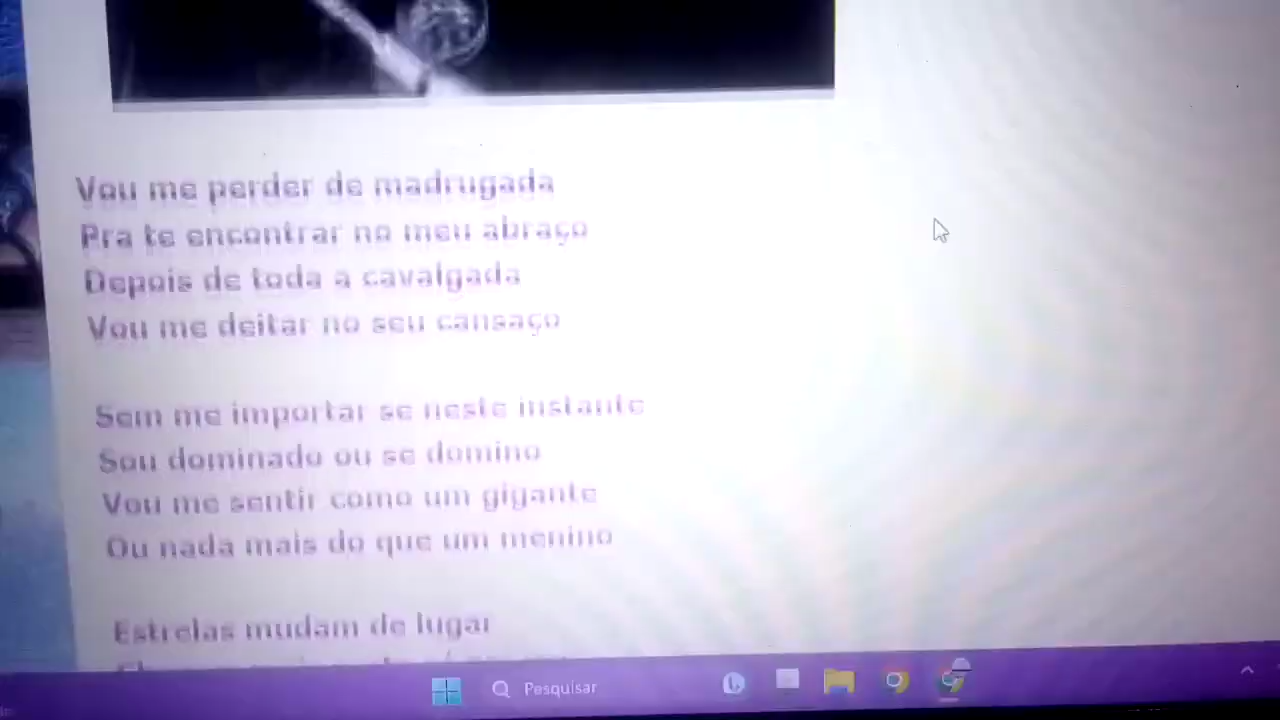 Vou me perder de madrugada
Pra te encontrar no meu abraço
Depois de toda a cavalgada
Vou me deitar no seu cansaço
Sem me importar se neste instante
Sou dominado ou se domino
Vou me sentir como um gigante
Ou nada mais do que um menino
Estrelas mudam de lugar
Pesquisar